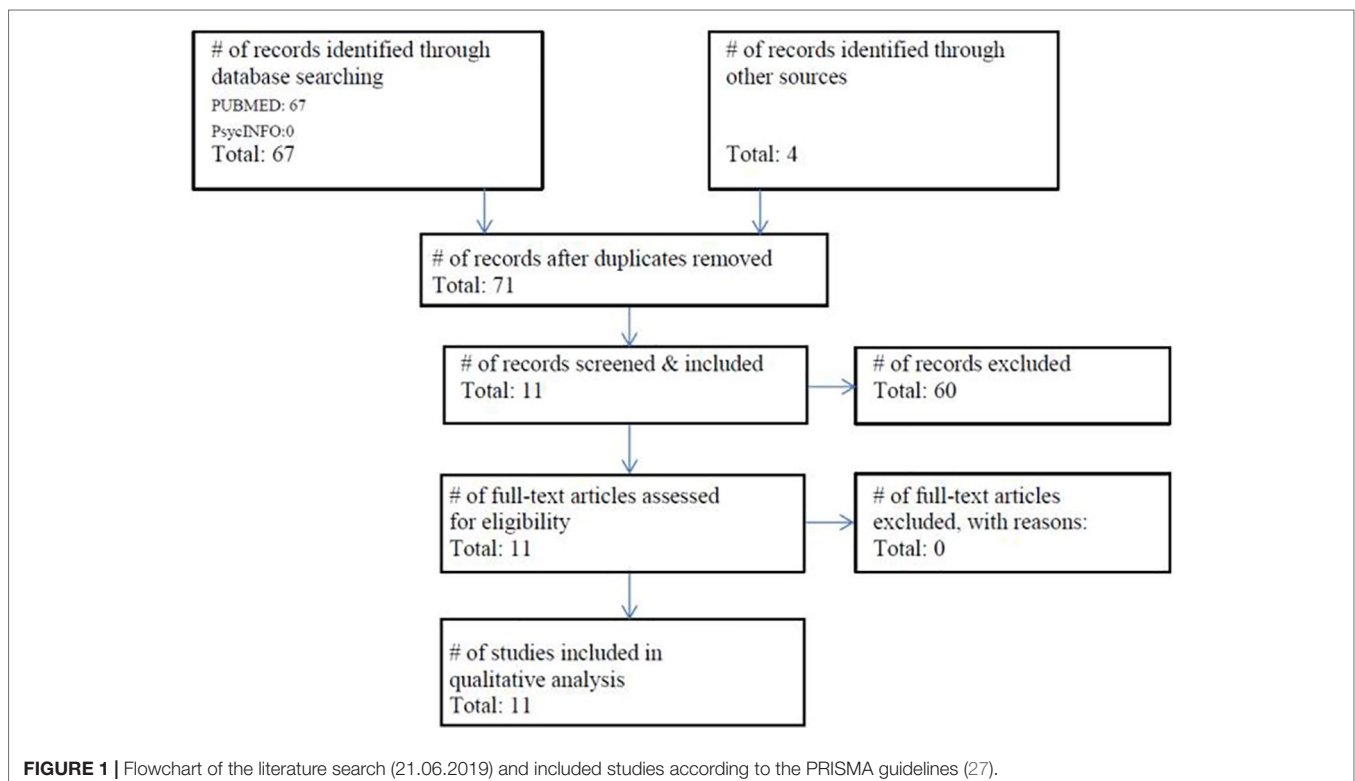 # of records identified through
database searching
PUBMED: 67
PsycINFO:0
Total: 67
# of records identified through
other sources
Total: 4
# of records after duplicates removed
Total: 71
# of records screened & included
Total: 11
# of records excluded
Total: 60
# of full-text articles assessed
for eligibility
Total: 11
# of full-text articles
excluded, with reasons:
Total: 0
# of studies included in
qualitative analysis
Total: 11
FIGURE 1 | Flowchart of the literature search (21.06.2019) and included studies according to the PRISMA guidelines (27).